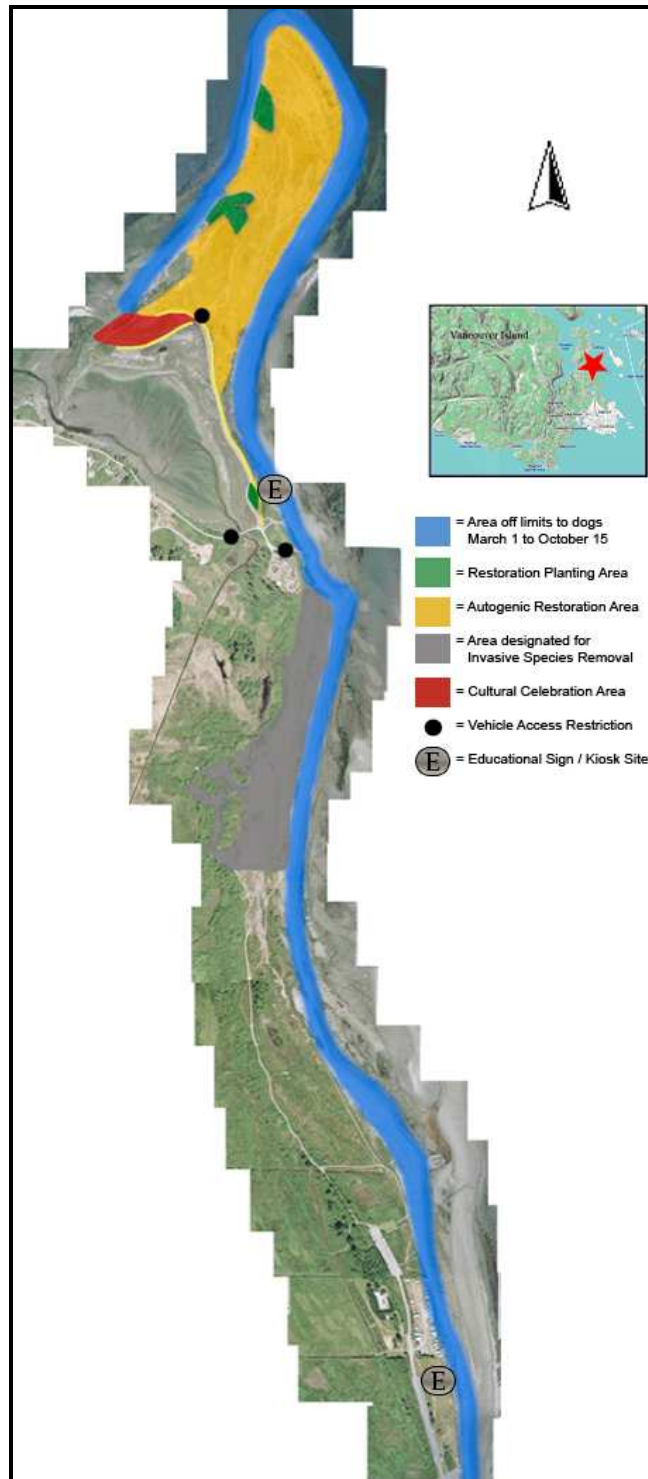 Vancouver Island
E
= Area off limits to dogs
March 1 to October 15
= Restoration Planting Area
= Autogenic Restoration Area
= Area designated for
Invasive Species Removal
= Cultural Celebration Area
= Vehicle Access Restriction
E = Educational Sign / Kiosk Site
E